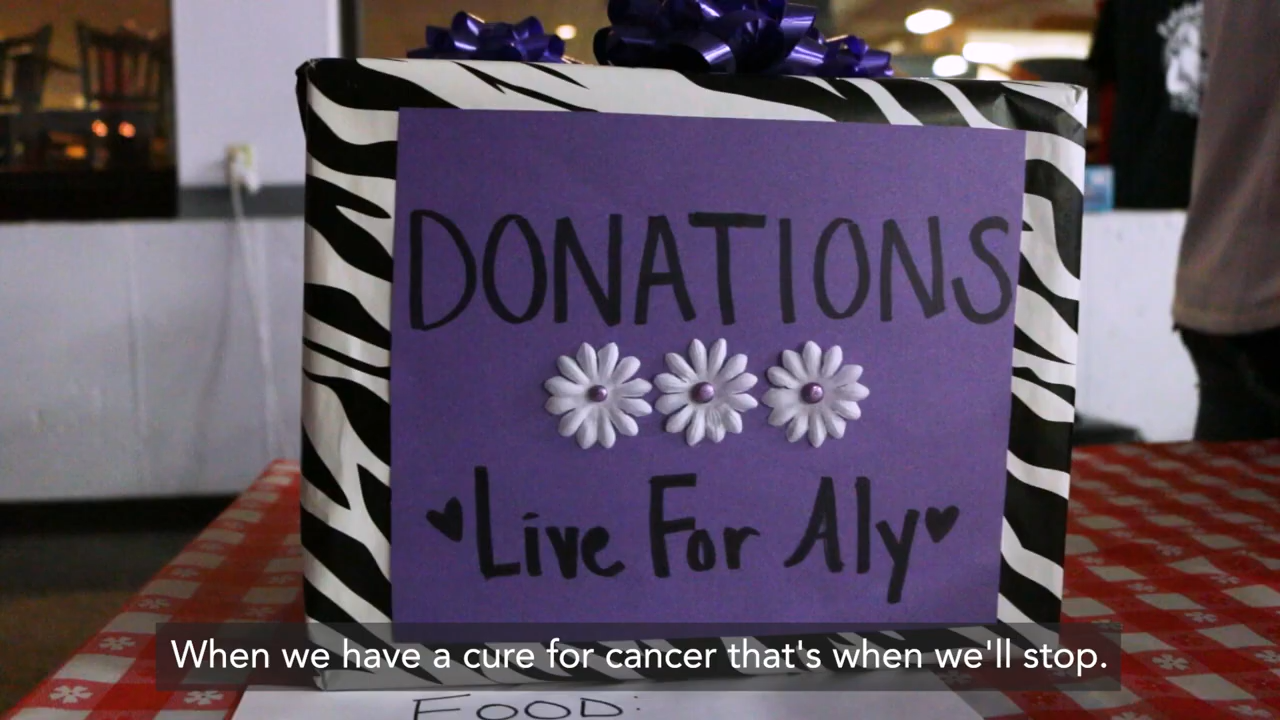 DONATIONS
Live For Aly
When we have a cure for cancer that's when we'll stop.
FOOD: